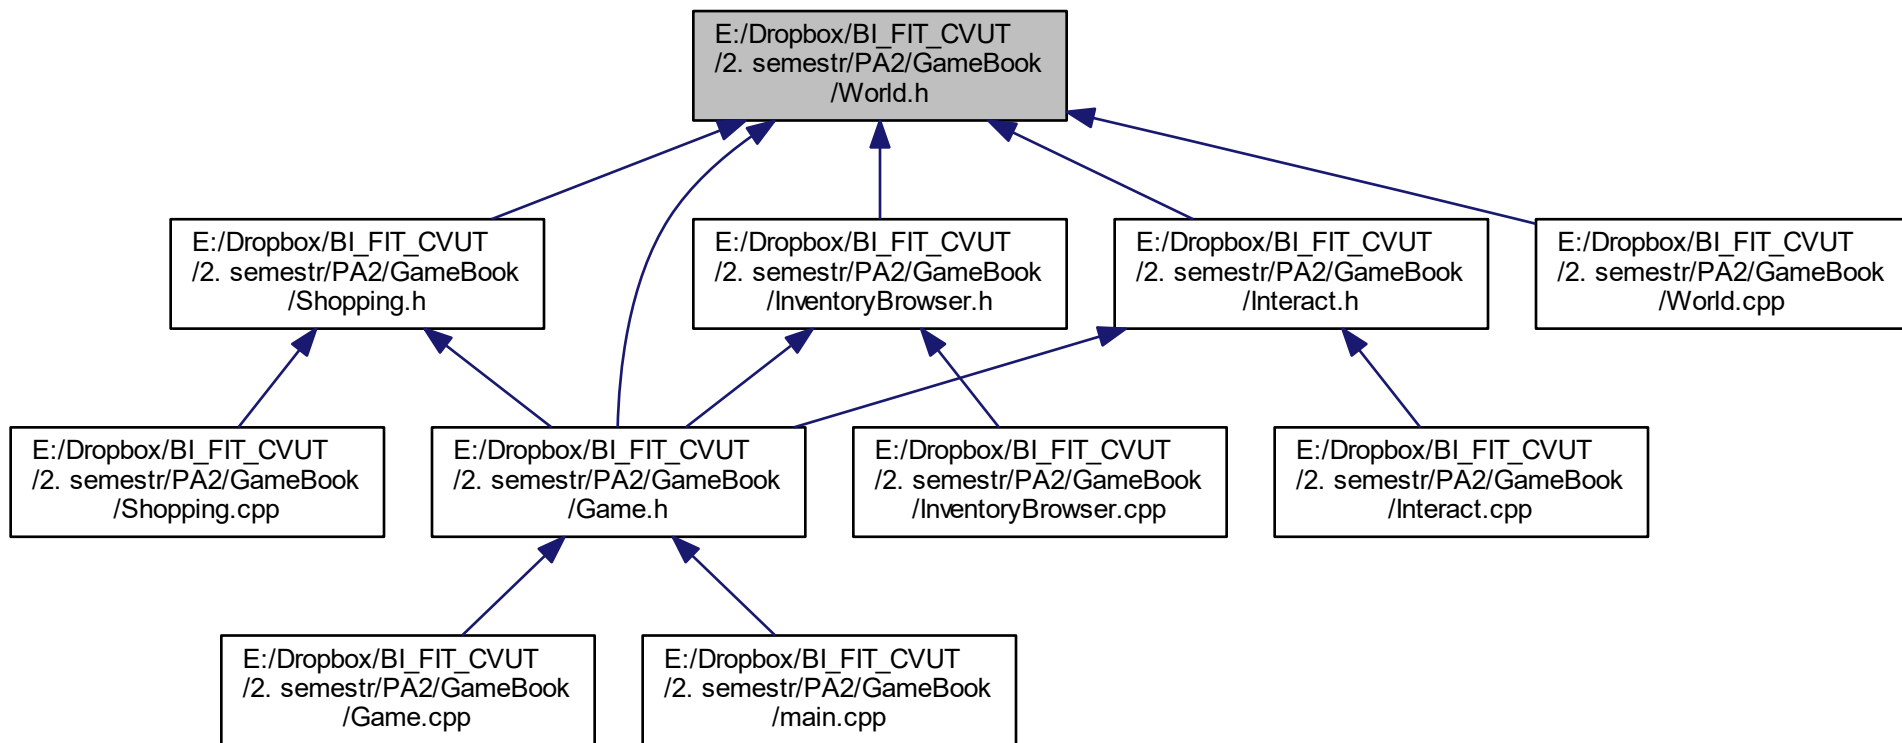 E:/Dropbox/BI_FIT_CVUT
/2. semestr/PA2/GameBook
/World.h
E:/Dropbox/BI_FIT_CVUT
/2. semestr/PA2/GameBook
/Shopping.h
E:/Dropbox/BI_FIT_CVUT
/2. semestr/PA2/GameBook
/InventoryBrowser.h
E:/Dropbox/BI_FIT_CVUT
/2. semestr/PA2/GameBook
/Interact.h
E:/Dropbox/BI_FIT_CVUT
/2. semestr/PA2/GameBook
/World.cpp
E:/Dropbox/BI_FIT_CVUT
/2. semestr/PA2/GameBook
/Shopping.cpp
E:/Dropbox/BI_FIT_CVUT
/2. semestr/PA2/GameBook
/Game.h
E:/Dropbox/BI_FIT_CVUT
/2. semestr/PA2/GameBook
/InventoryBrowser.cpp
E:/Dropbox/BI_FIT_CVUT
/2. semestr/PA2/GameBook
/Interact.cpp
E:/Dropbox/BI_FIT_CVUT
/2. semestr/PA2/GameBook
/Game.cpp
E:/Dropbox/BI_FIT_CVUT
/2. semestr/PA2/GameBook
/main.cpp